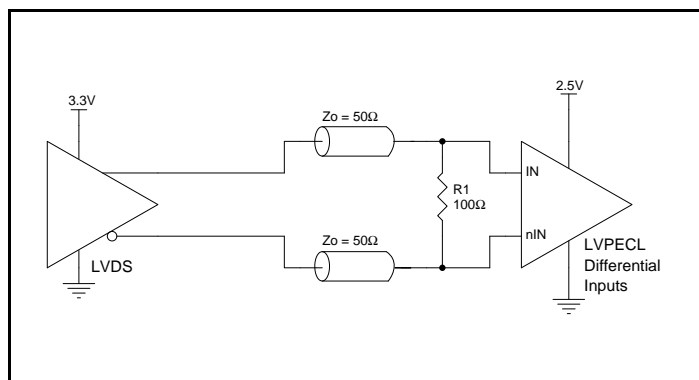 3.3V
2.5V
Zo = 50Ω
IN
R1
100Ω
nIN
Zo = 50Ω
LVDS
LVPECL
Differential
Inputs